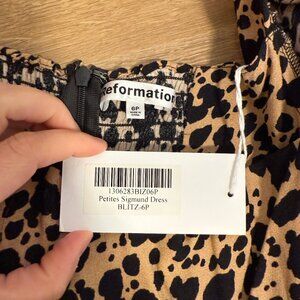 Reformation
6P
1306283BIZ06P
Petites Sigmund Dress
BLITZ-6P